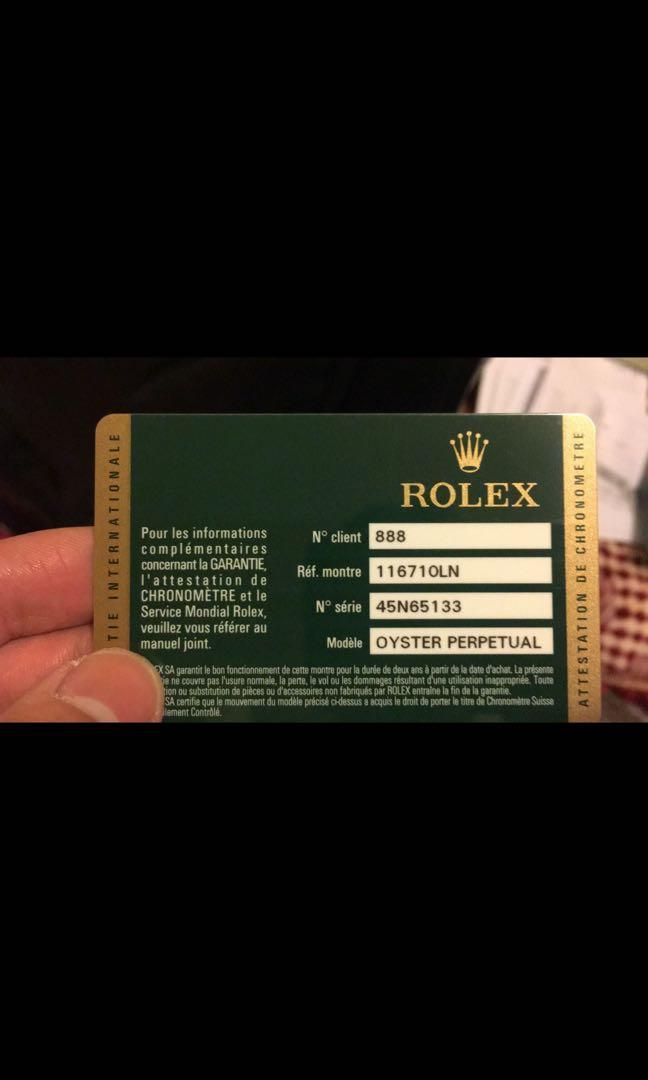 TIE INTERNATIONALE
ROLEX
Pour les informations
complémentaires
concernant la GARANTIE,
l'attestation de
CHRONOMÈTRE et le
Service Mondial Rolex,
veuillez vous référer au
manuel joint.
N° client 888
Réf. montre 116710LN
N° série 45N65133
Modèle OYSTER PERPETUAL
EX SA garantit le bon fonctionnement de cette montre pour la durée de deux ans à partir de la date d'achat. La présente
ie ne couvre pas l'usure normale, la perte, le vol ou les dommages résultant d'une utilisation inappropriée. Toute
tion ou substitution de pièces ou d'accessoires non fabriqués par ROLEX entraîne la fin de la garantie.
SA certifie que le mouvement du modèle précisé ci-dessus a acquis le droit de porter le titre de Chronomètre Suisse
lement Contrôlé.
ATTESTATION DE CHRONOMETRE